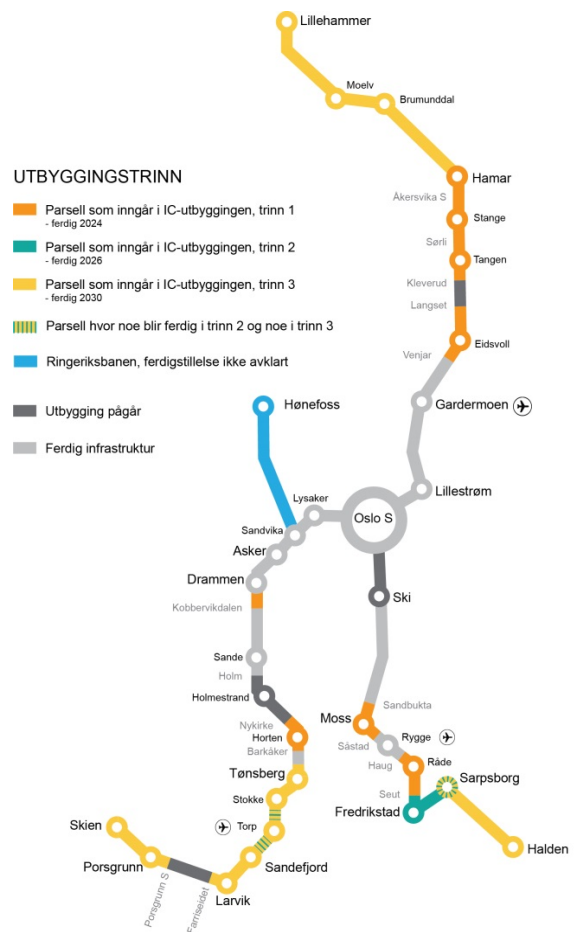 Lillehammer
Moelv
Brumunddal
UTBYGGINGSTRINN
Parsell som inngår i IC-utbyggingen, trinn 1
- ferdig 2024
Parsell som inngår i IC-utbyggingen, trinn 2
- ferdig 2026
Parsell som inngår i IC-utbyggingen, trinn 3
- ferdig 2030
Parsell hvor noe blir ferdig i trinn 2 og noe i trinn 3
Ringeriksbanen, ferdigstillelse ikke avklart
Utbygging pågår
Ferdig infrastruktur
Hamar
Åkersvika S
Stange
Sørli
Tangen
Kleverud
Langset
Eidsvoll
Venjar
Gardermoen
Hønefoss
Lillestrøm
Lysaker
Oslo S
Sandvika
Asker
Drammen
Kobbervikdalen
Ski
Sande
Holm
Holmestrand
Nykirke
Horten
Barkåker
Tønsberg
Stokke
Torp
Sandefjord
Larvik
Farriseidet
Porsgrunn S
Porsgrunn
Skien
Sandbukta
Moss
Rygge
Såstad
Haug
Råde
Sarpsborg
Seut
Fredrikstad
Halden